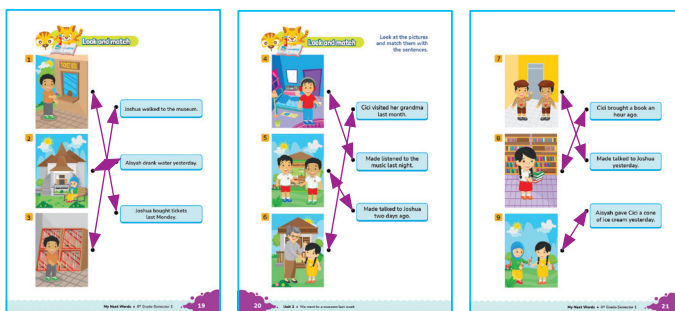 Look and match
1
Joshua walked to the museum.
2
Aisyah drank water yesterday.
3
Joshua bought tickets
last Monday.
My Next Words • 5th Grade-Semester 1
19
Look and match
Look at the pictures
and match them with
the sentences.
4
Cici visited her grandma
last month.
5
Made listened to the
music last night.
6
Made talked to Joshua
two days ago.
20
Unit 2 • We went to a museum last week
7
Cici brought a book an
hour ago.
8
Made talked to Joshua
yesterday.
9
Aisyah gave Cici a cone
of ice cream yesterday.
My Next Words • 5th Grade-Semester 1
21